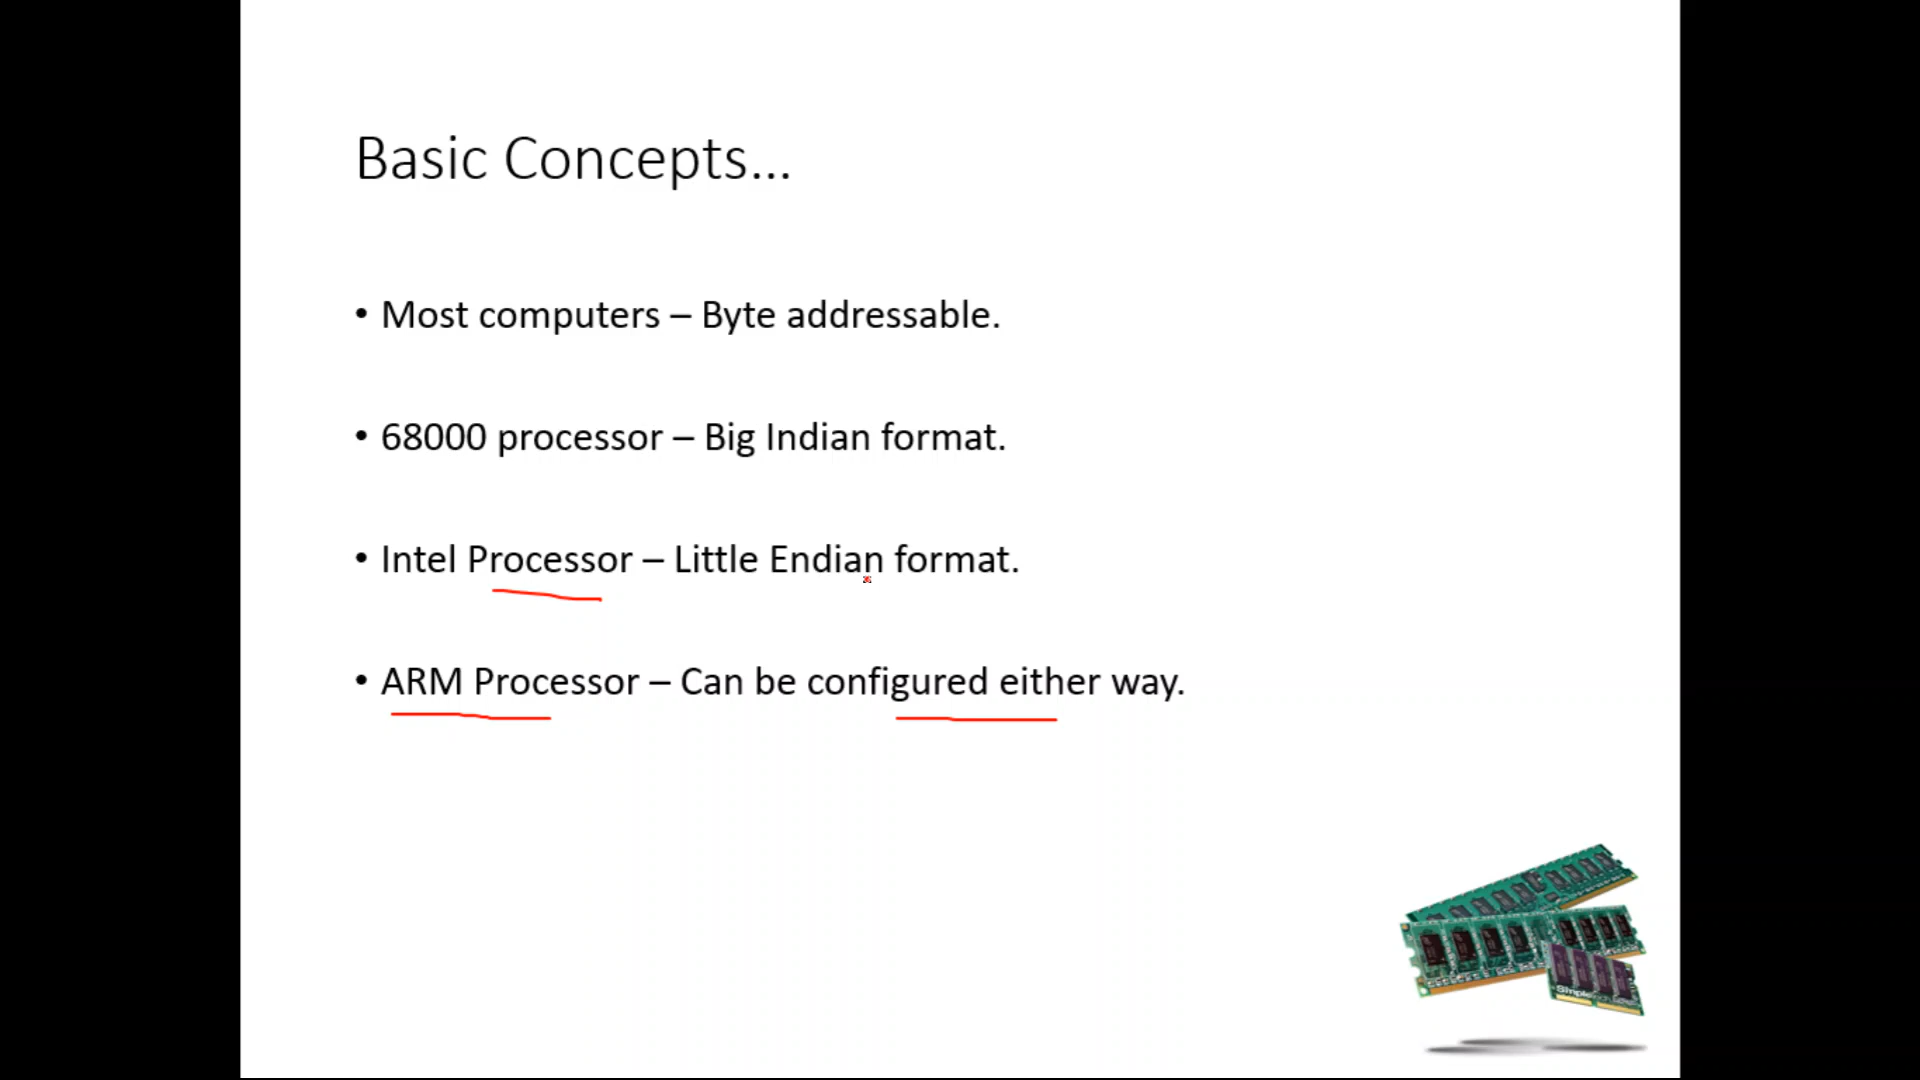 Basic Concepts...
• Most computers – Byte addressable.
• 68000 processor – Big Indian format.
• Intel Processor – Little Endian format.
• ARM Processor – Can be configured either way.